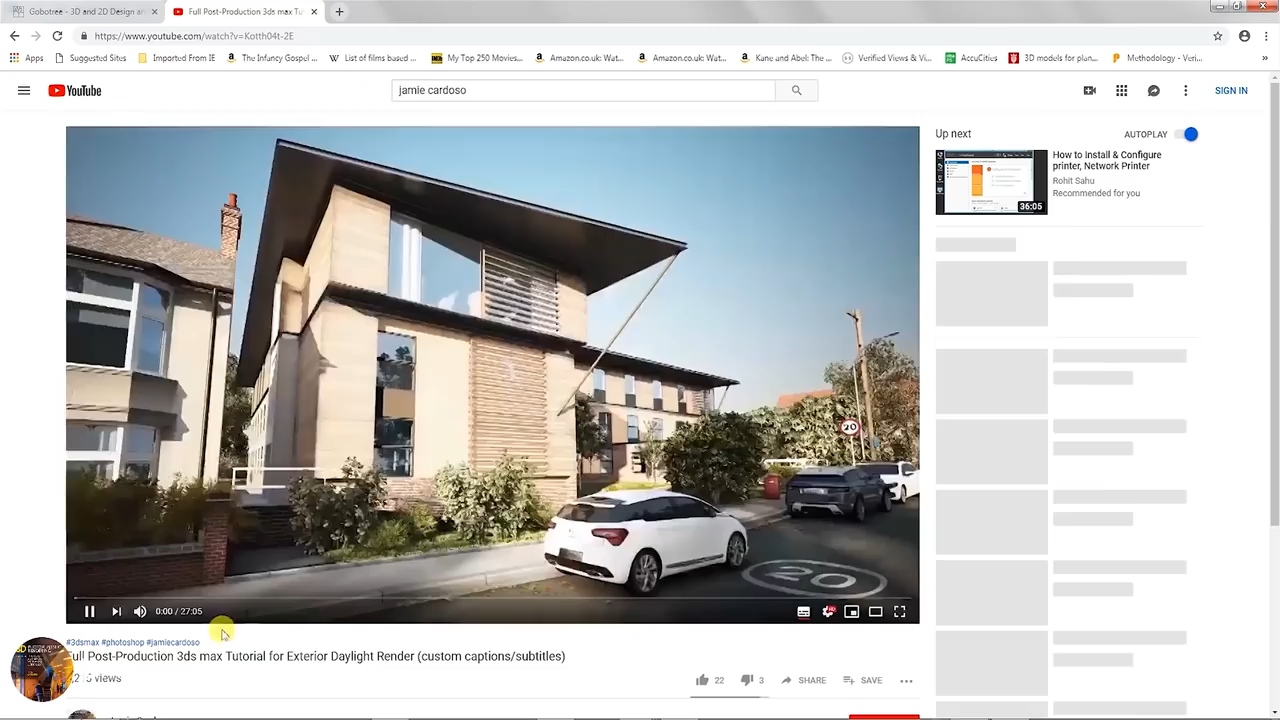 Gobotree - 3D and 2D Design an
Full Post-Production 3ds max Tu
https://www.youtube.com/watch?v=Kotth04t-2E
Apps
Suggested Sites
Imported From IE
The Infancy Gospel ...
List of films based ...
My Top 250 Movies...
Amazon.co.uk: Wat...
Amazon.co.uk: Wat...
Kane and Abel: The ...
Verified Views & Vi...
AccuCities
3D models for plan...
Methodology - Veri...
YouTube
jamie cardoso
SIGN IN
20
20
0:00 / 27:05
#3dsmax #photoshop #jamiecardoso
Full Post-Production 3ds max Tutorial for Exterior Daylight Render (custom captions/subtitles)
views
22
3
SHARE
SAVE
Up next
AUTOPLAY
How to Install & Configure
printer, Network Printer
Rohit Sahu
Recommended for you
36:05